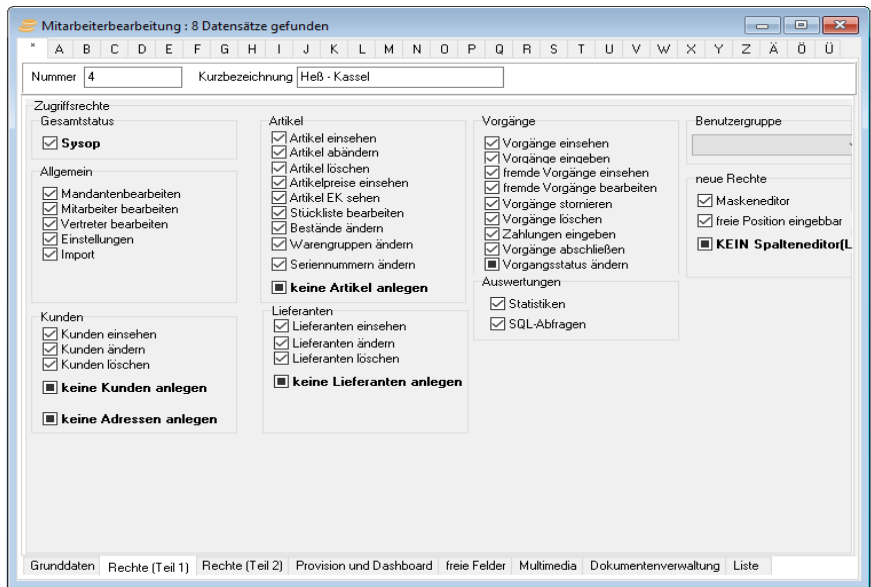 Mitarbeiterbearbeitung : 8 Datensätze gefunden
* A B C D E F G H I J K L M N O P Q R S T U V W X Y Z Ä Ö Ü
Nummer 4 Kurzbezeichnung Heß - Kassel
Zugriffsrechte
Gesamtstatus
Sysop
Allgemein
Mandantenbearbeiten
Mitarbeiter bearbeiten
Vertreter bearbeiten
Einstellungen
Import
Kunden
Kunden einsehen
Kunden ändern
Kunden löschen
keine Kunden anlegen
keine Adressen anlegen
Artikel
Artikel einsehen
Artikel abändern
Artikel löschen
Artikelpreise einsehen
Artikel EK sehen
Stückliste bearbeiten
Bestände ändern
Warengruppen ändern
Seriennummern ändern
keine Artikel anlegen
Lieferanten
Lieferanten einsehen
Lieferanten ändern
Lieferanten löschen
keine Lieferanten anlegen
Vorgänge
Vorgänge einsehen
Vorgänge eingeben
fremde Vorgänge einsehen
fremde Vorgänge bearbeiten
Vorgänge stornieren
Vorgänge löschen
Zahlungen eingeben
Vorgänge abschließen
Vorgangsstatus ändern
Auswertungen
Statistiken
SQL-Abfragen
Benutzergruppe
neue Rechte
Maskeneditor
freie Position eingebbar
KEIN Spalteneditor(L
Grunddaten Rechte (Teil 1) Rechte (Teil 2) Provision und Dashboard freie Felder Multimedia Dokumentenverwaltung Liste